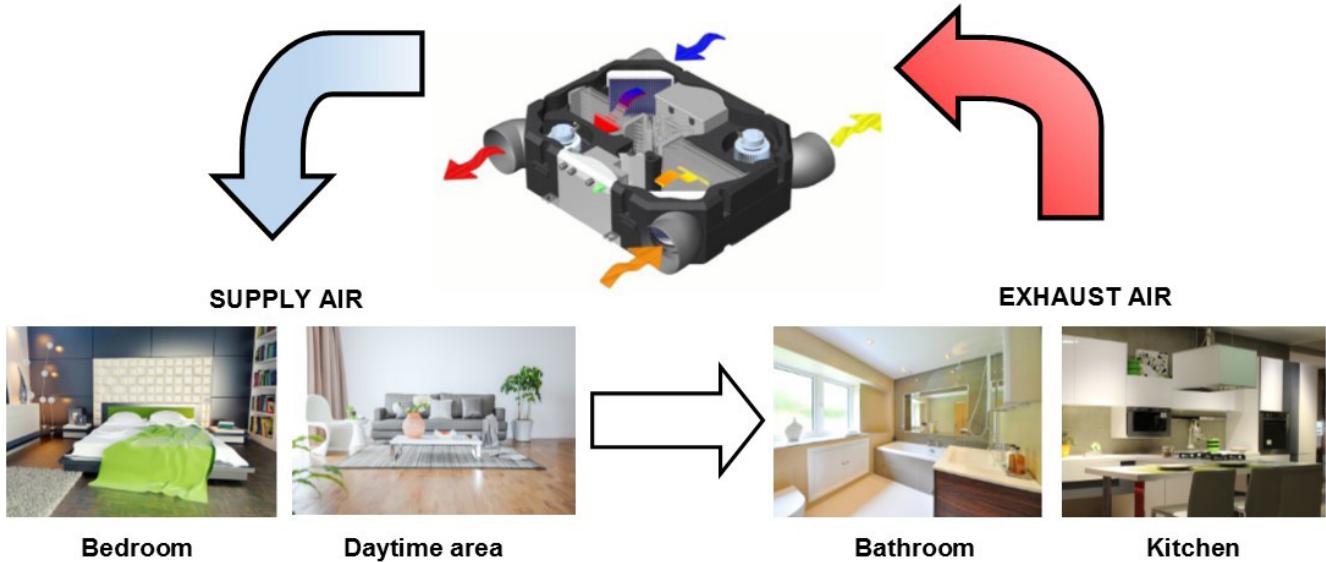 SUPPLY AIR
EXHAUST AIR
Bedroom
Daytime area
Bathroom
Kitchen